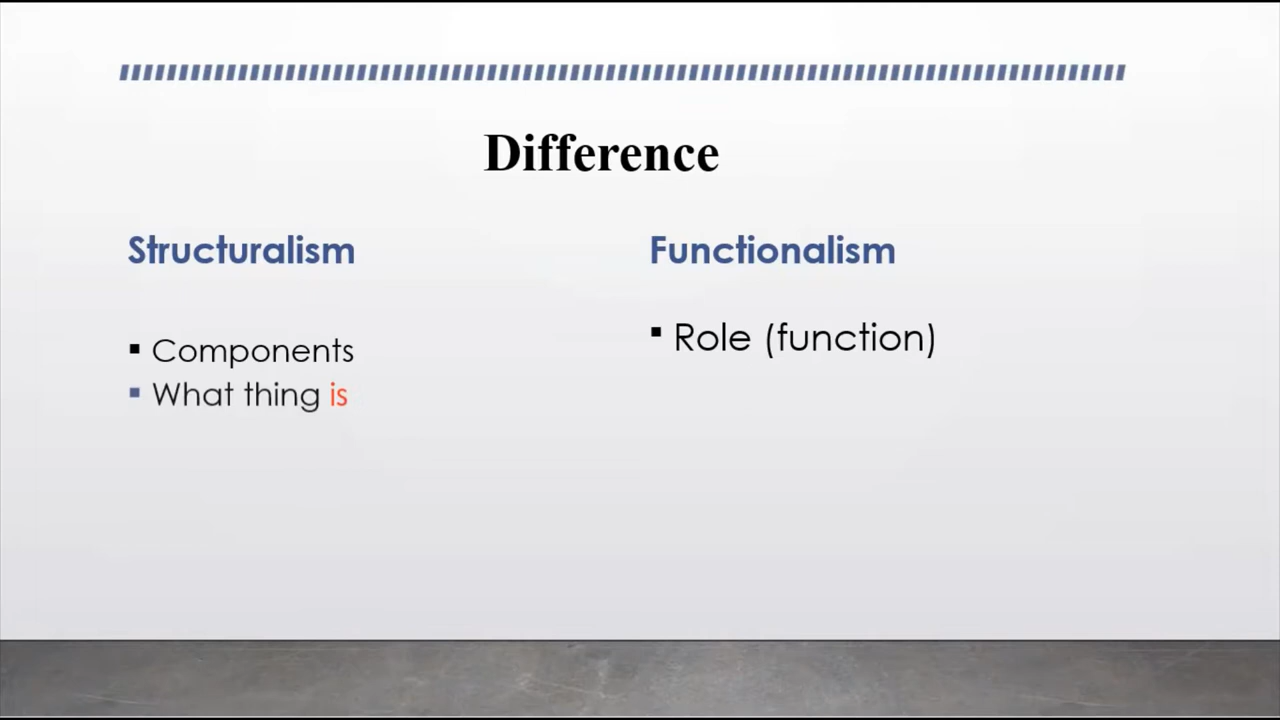 Difference
Structuralism
▪ Components
▪ What thing is
Functionalism
▪ Role (function)